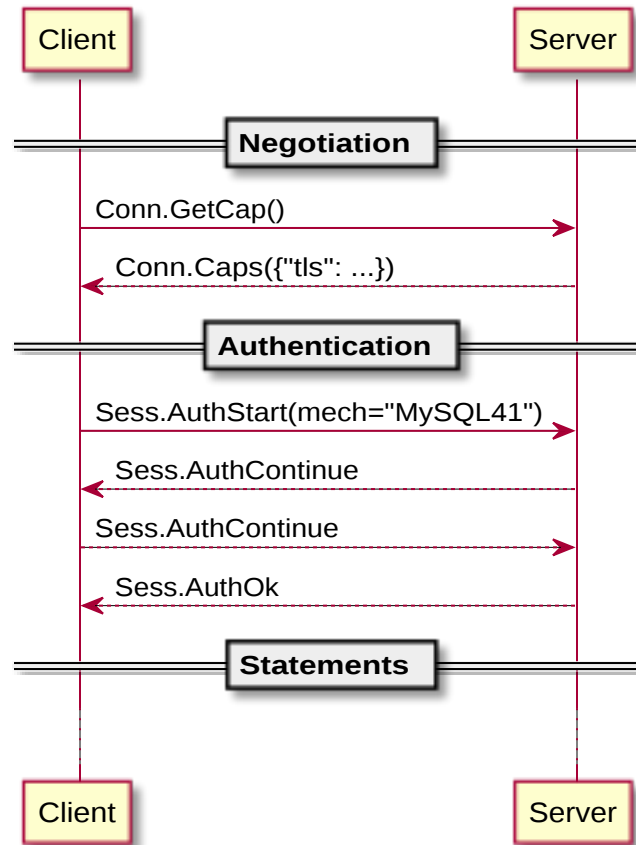 Client
Server
Negotiation
Conn.GetCap()
Conn.Caps({"tls": ...})
Authentication
Sess.AuthStart(mech="MySQL41")
Sess.AuthContinue
Sess.AuthContinue
Sess.AuthOk
Statements
Client
Server